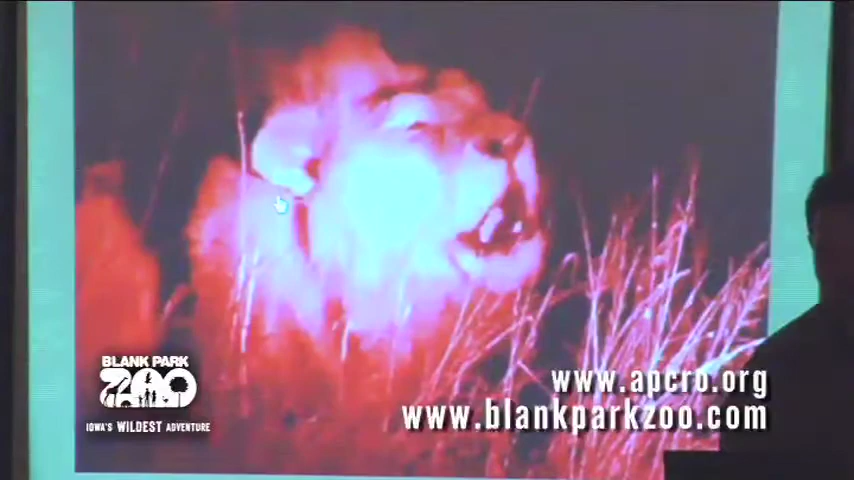 BLANK PARK
ZOO
IOWA'S WILDEST ADVENTURE
www.apcro.org
www.blankparkzoo.com